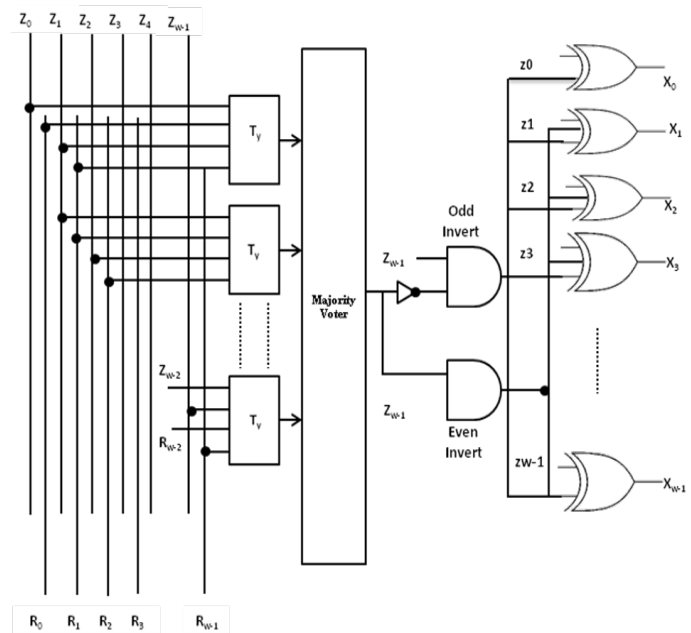 Z0 Z1 Z2 Z3 Z4 Zw-1
z0
X0
Ty
z1
X1
z2
X2
Odd
Invert
Tv
Zw-1
z3
X3
Majority
Voter
Zw-2
Tv
Rw-2
Zw-1
Even
Invert
zw-1
Xw-1
R0 R1 R2 R3 Rw-1